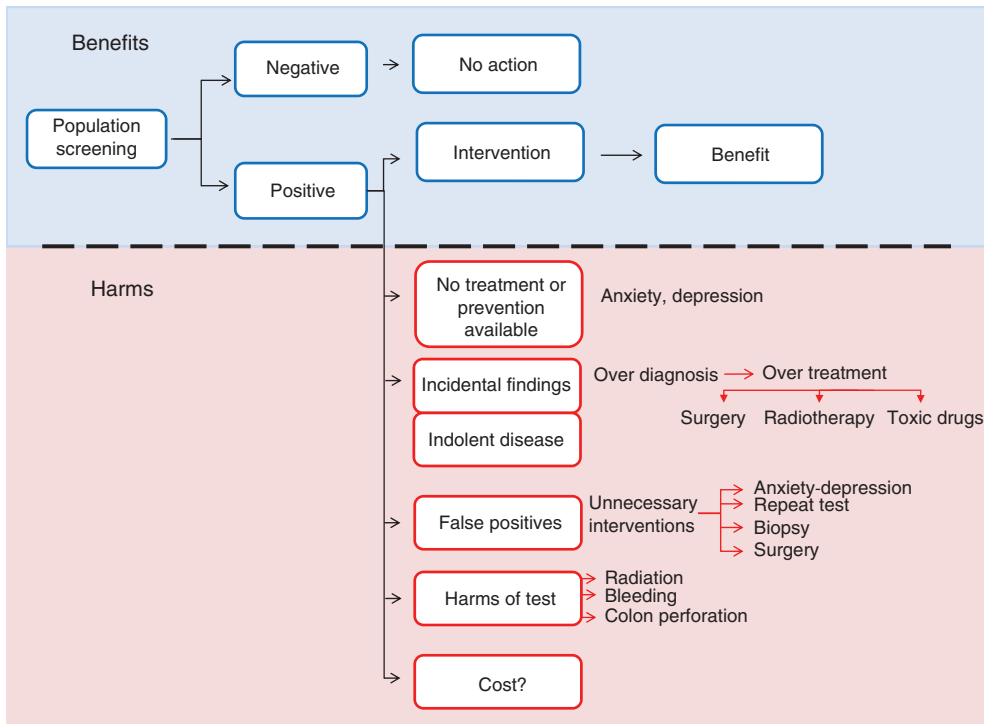 Benefits
Negative
No action
Population
screening
Intervention
Benefit
Positive
Harms
No treatment or
prevention
available
Anxiety, depression
Incidental findings
Over diagnosis
Over treatment
Surgery
Radiotherapy
Toxic drugs
Indolent disease
False positives
Unnecessary
interventions
Anxiety-depression
Repeat test
Biopsy
Surgery
Harms of test
Radiation
Bleeding
Colon perforation
Cost?